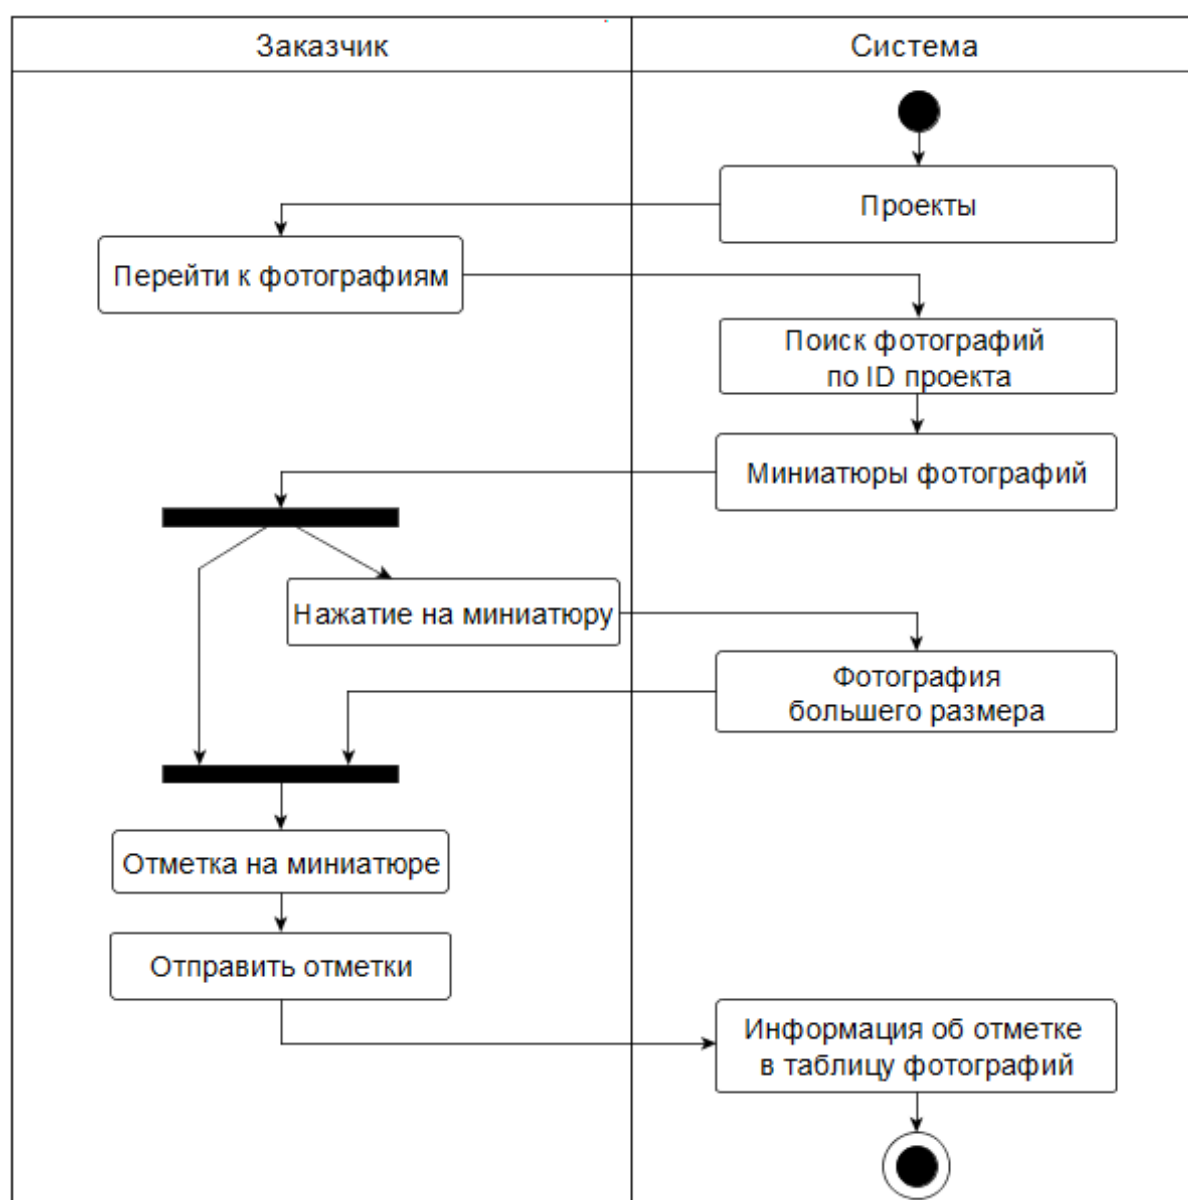 Заказчик
Система
Проекты
Перейти к фотографиям
Поиск фотографий
по ID проекта
Миниатюры фотографий
Нажатие на миниатюру
Фотография
большего размера
Отметка на миниатюре
Отправить отметки
Информация об отметке
в таблицу фотографий